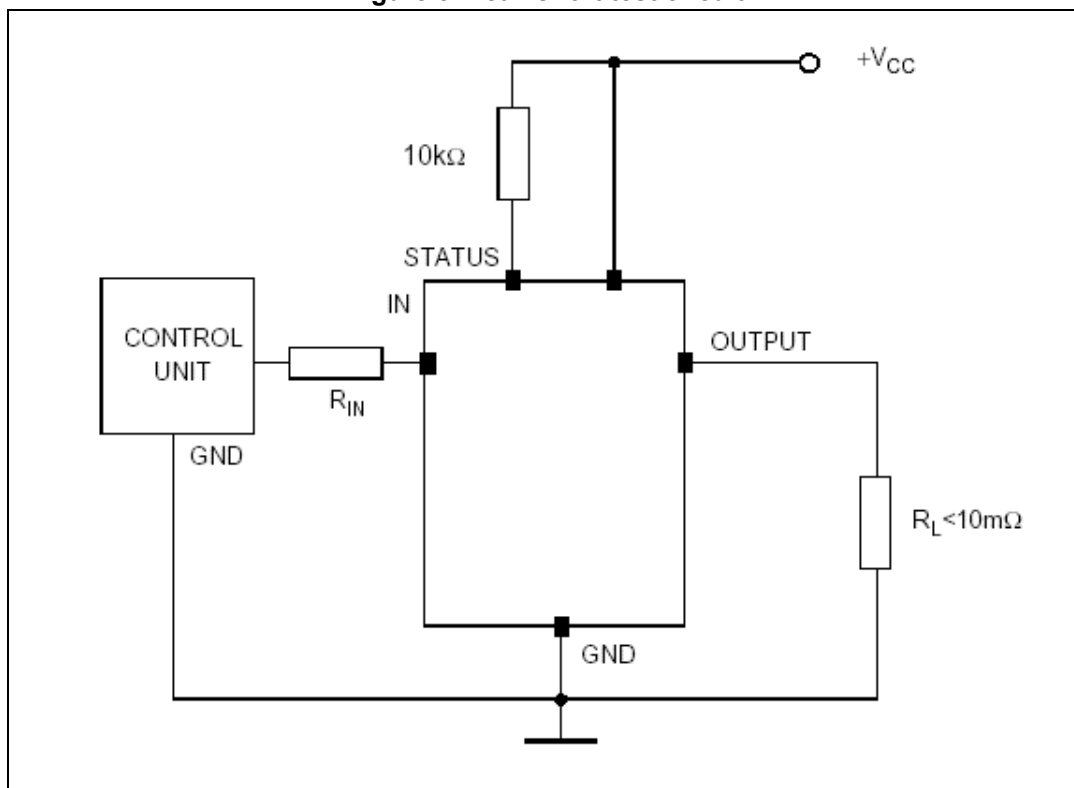 +VCC
10kΩ
STATUS
IN
CONTROL
UNIT
OUTPUT
RIN
GND
RL<10mΩ
GND